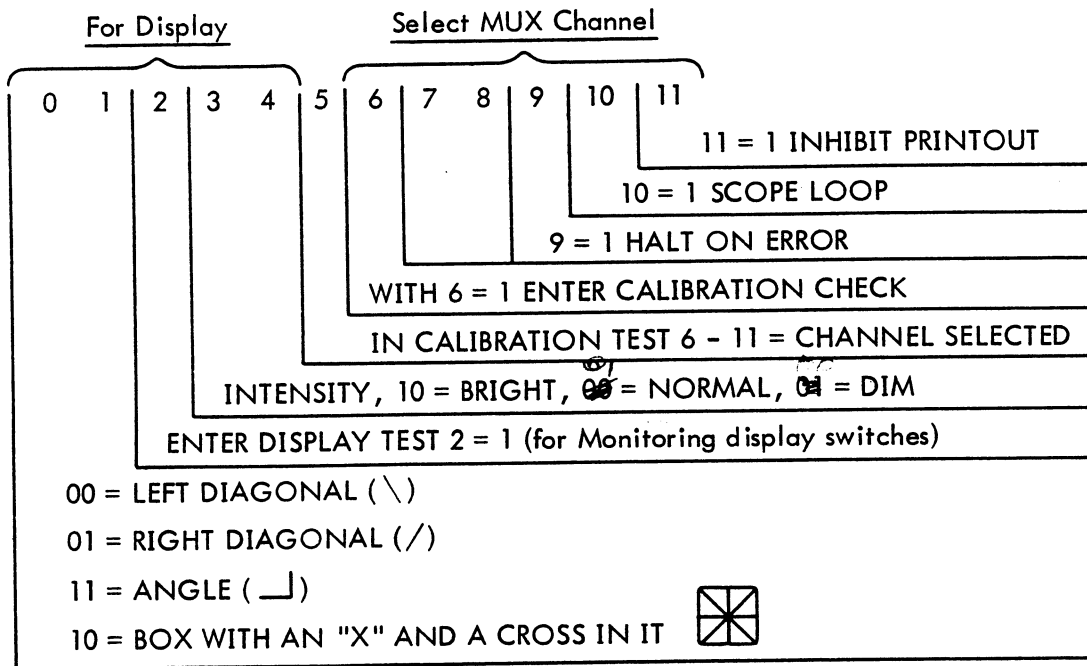 For Display
Select MUX Channel
0 1 2 3 4 5 6 7 8 9 10 11
11 = 1 INHIBIT PRINTOUT
10 = 1 SCOPE LOOP
9 = 1 HALT ON ERROR
WITH 6 = 1 ENTER CALIBRATION CHECK
IN CALIBRATION TEST 6 - 11 = CHANNEL SELECTED
INTENSITY, 10 = BRIGHT, = NORMAL, = DIM
ENTER DISPLAY TEST 2 = 1 (for Monitoring display switches)
00 = LEFT DIAGONAL (\)
01 = RIGHT DIAGONAL (/)
11 = ANGLE ( )
10 = BOX WITH AN "X" AND A CROSS IN IT